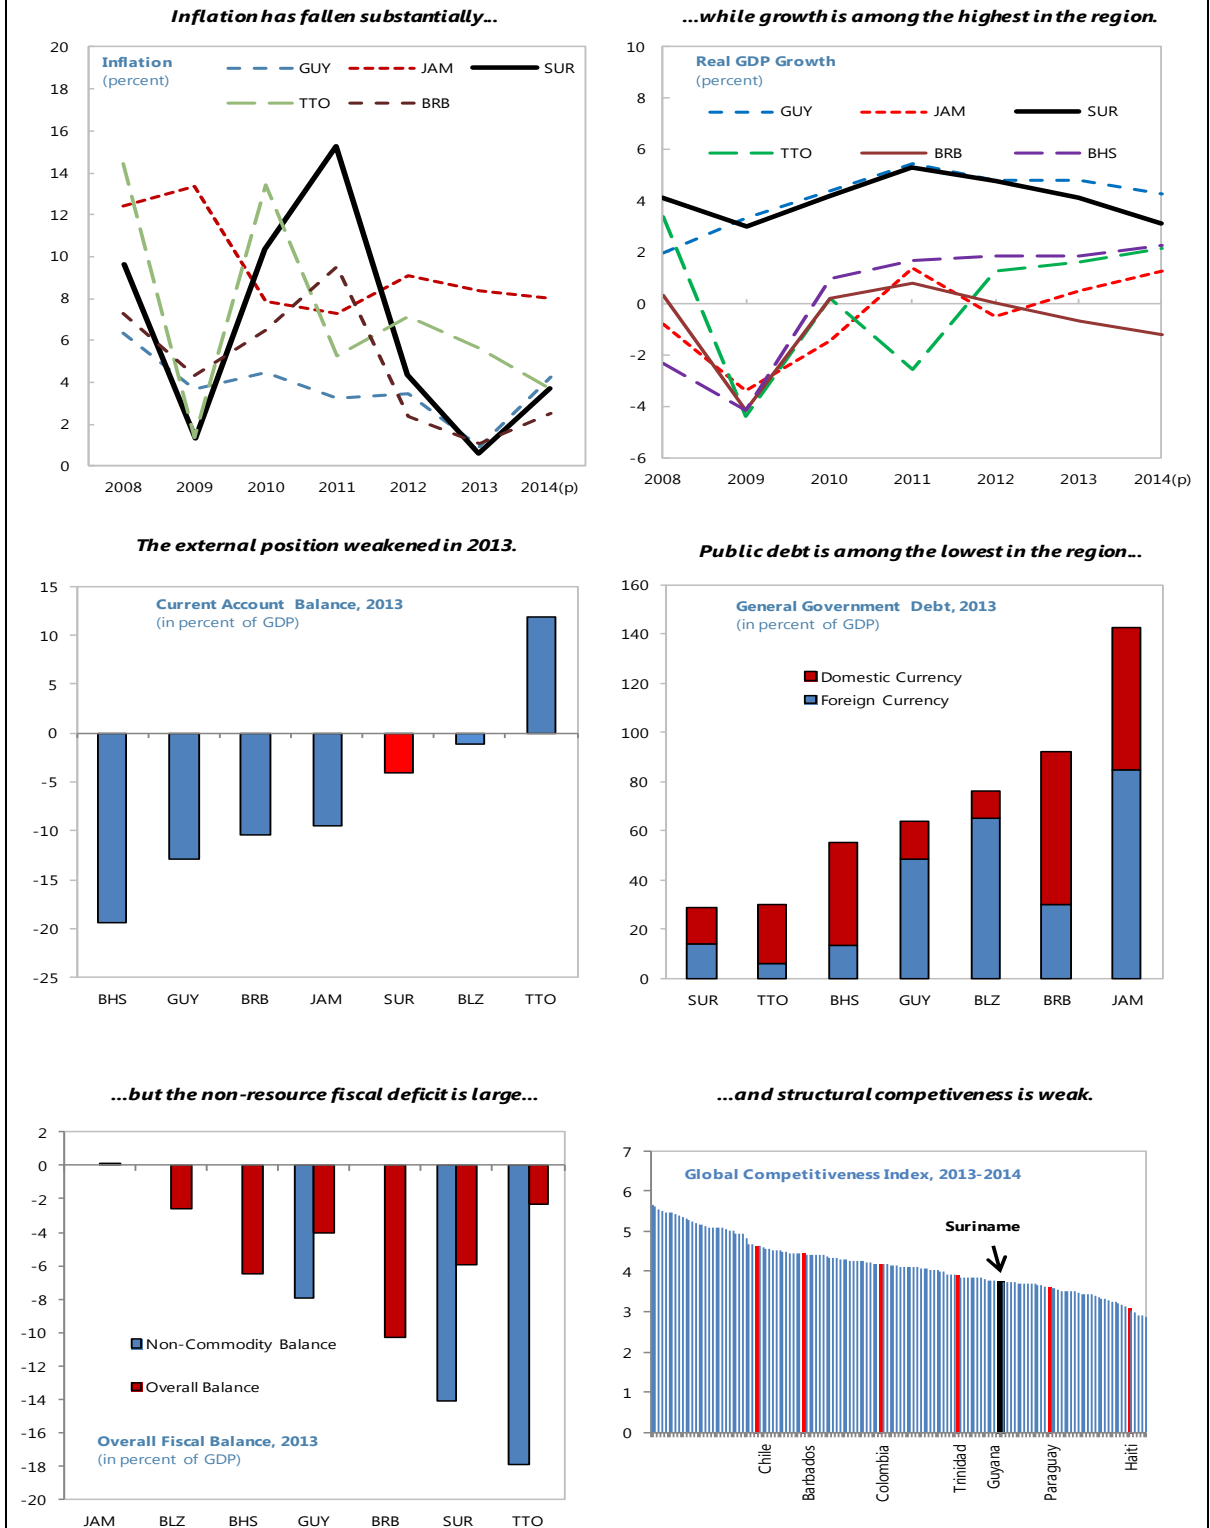 Inflation has fallen substantially...
20
18
16
14
12
10
8
6
4
2
0
Inflation
(percent)
GUY
JAM
SUR
TTO
BRB
2008 2009 2010 2011 2012 2013 2014(p)
...while growth is among the highest in the region.
10
8
6
4
2
0
-2
-4
-6
Real GDP Growth
(percent)
GUY
JAM
SUR
TTO
BRB
BHS
2008 2009 2010 2011 2012 2013 2014(p)
The external position weakened in 2013.
15
10
5
0
-5
-10
-15
-20
-25
Current Account Balance, 2013
(in percent of GDP)
BHS GUY BRB JAM SUR BLZ TTO
Public debt is among the lowest in the region...
160
140
120
100
80
60
40
20
0
General Government Debt, 2013
(in percent of GDP)
Domestic Currency
Foreign Currency
SUR TTO BHS GUY BLZ BRB JAM
...but the non-resource fiscal deficit is large...
2
0
-2
-4
-6
-8
-10
-12
-14
-16
-18
-20
Non-Commodity Balance
Overall Balance
Overall Fiscal Balance, 2013
(in percent of GDP)
JAM BLZ BHS GUY BRB SUR TTO
...and structural competiveness is weak.
7
6
5
4
3
2
1
0
Global Competitiveness Index, 2013-2014
Suriname
Chile
Barbados
Colombia
Trinidad
Guyana
Paraguay
Haiti